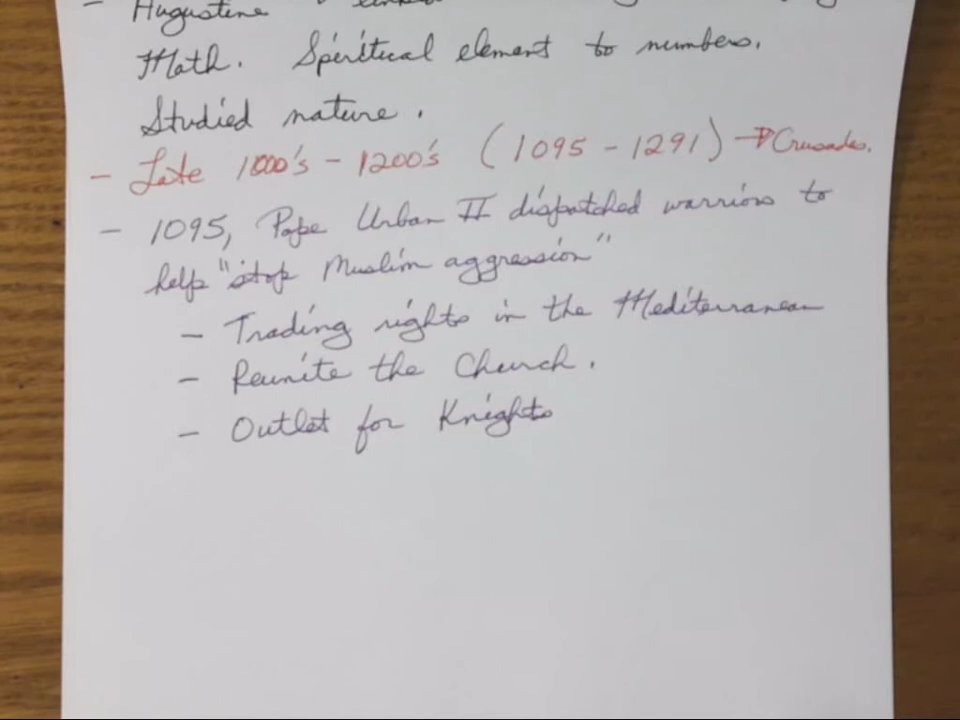 - Augustine
Math. Spiritual element to numbers.
Studied nature.
- Late 1000's - 1200's (1095 - 1291) → Crusades.
- 1095, Pope Urban II dispatched warriors to
help "stop Muslim aggression"
- Trading rights in the Mediterranean
- Reunite the Church.
- Outlet for Knights